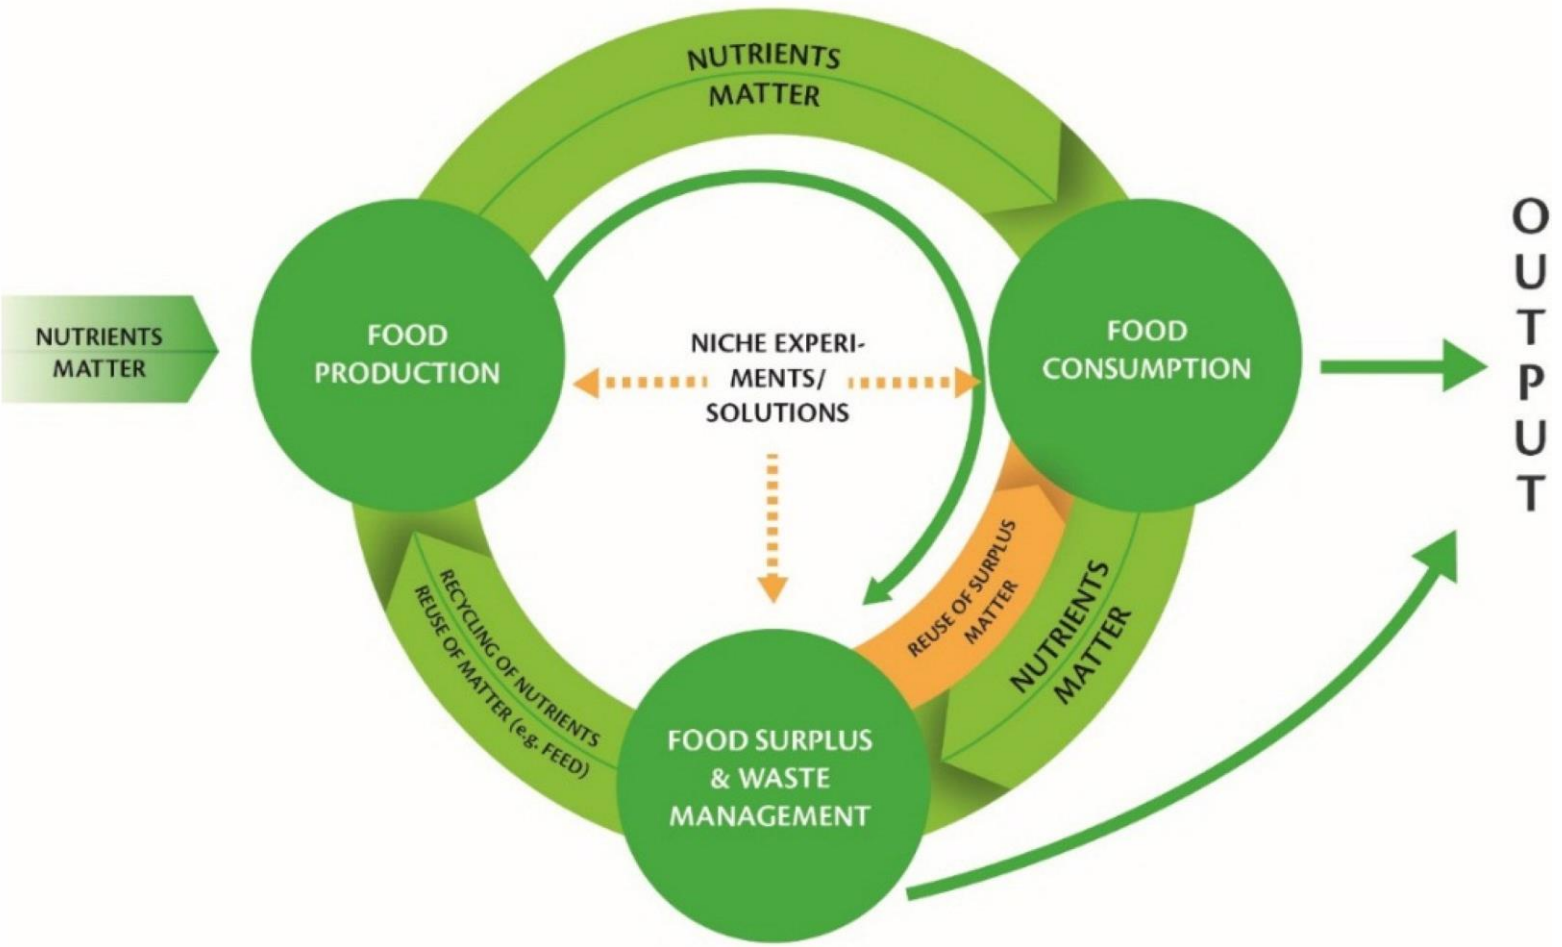 NUTRIENTS
MATTER
NUTRIENTS
MATTER
FOOD
PRODUCTION
NICHE EXPERI-
MENTS/
SOLUTIONS
FOOD
CONSUMPTION
OUTPUT
RECYCLING OF NUTRIENTS
REUSE OF MATTER (e.g. FEED)
REUSE OF SURPLUS
MATTER
NUTRIENTS
MATTER
FOOD SURPLUS
& WASTE
MANAGEMENT